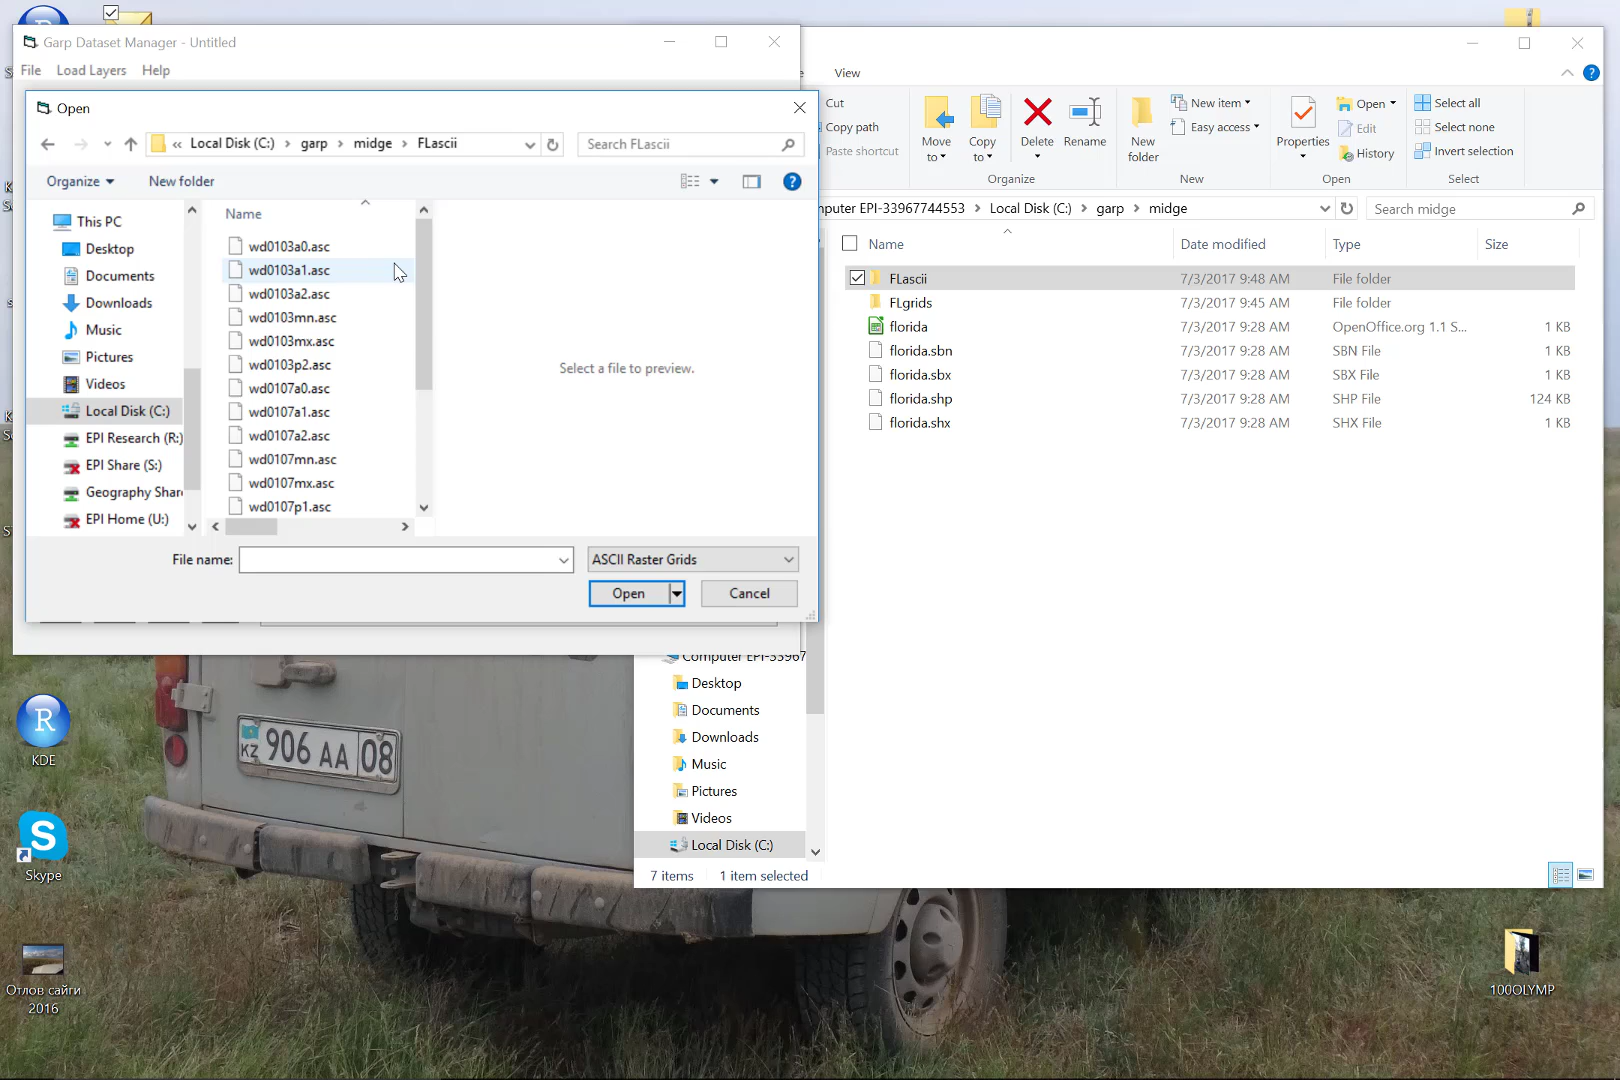 Garp Dataset Manager - Untitled
File Load Layers Help
Open
« Local Disk (C:) › garp › midge › FLascii
Search FLascii
Organize New folder
This PC
Desktop
Documents
Downloads
Music
Pictures
Videos
Local Disk (C:)
EPI Research (R:)
EPI Share (S:)
Geography Shar
EPI Home (U:)
Name
wd0103a0.asc
wd0103a1.asc
wd0103a2.asc
wd0103mn.asc
wd0103mx.asc
wd0103p2.asc
wd0107a0.asc
wd0107a1.asc
wd0107a2.asc
wd0107mn.asc
wd0107mx.asc
wd0107p1.asc
Select a file to preview.
File name:
ASCII Raster Grids
Open Cancel
View
Cut
Copy path
Paste shortcut
Move to
Copy to
Delete
Rename
Organize
New folder
New item
Easy access
New
Properties
Open
Edit
History
Open
Select all
Select none
Invert selection
Select
mputer EPI-33967744553 › Local Disk (C:) › garp › midge
Search midge
Name Date modified Type Size
FLascii 7/3/2017 9:48 AM File folder
FLgrids 7/3/2017 9:45 AM File folder
florida 7/3/2017 9:28 AM OpenOffice.org 1.1 S... 1 KB
florida.sbn 7/3/2017 9:28 AM SBN File 1 KB
florida.sbx 7/3/2017 9:28 AM SBX File 1 KB
florida.shp 7/3/2017 9:28 AM SHP File 124 KB
florida.shx 7/3/2017 9:28 AM SHX File 1 KB
Computer EPI-33967
Desktop
Documents
Downloads
Music
Pictures
Videos
Local Disk (C:)
7 items 1 item selected
R
KDE
S
Skype
Отлов сайги
2016
KZ 906 AA 08
100OLYMP